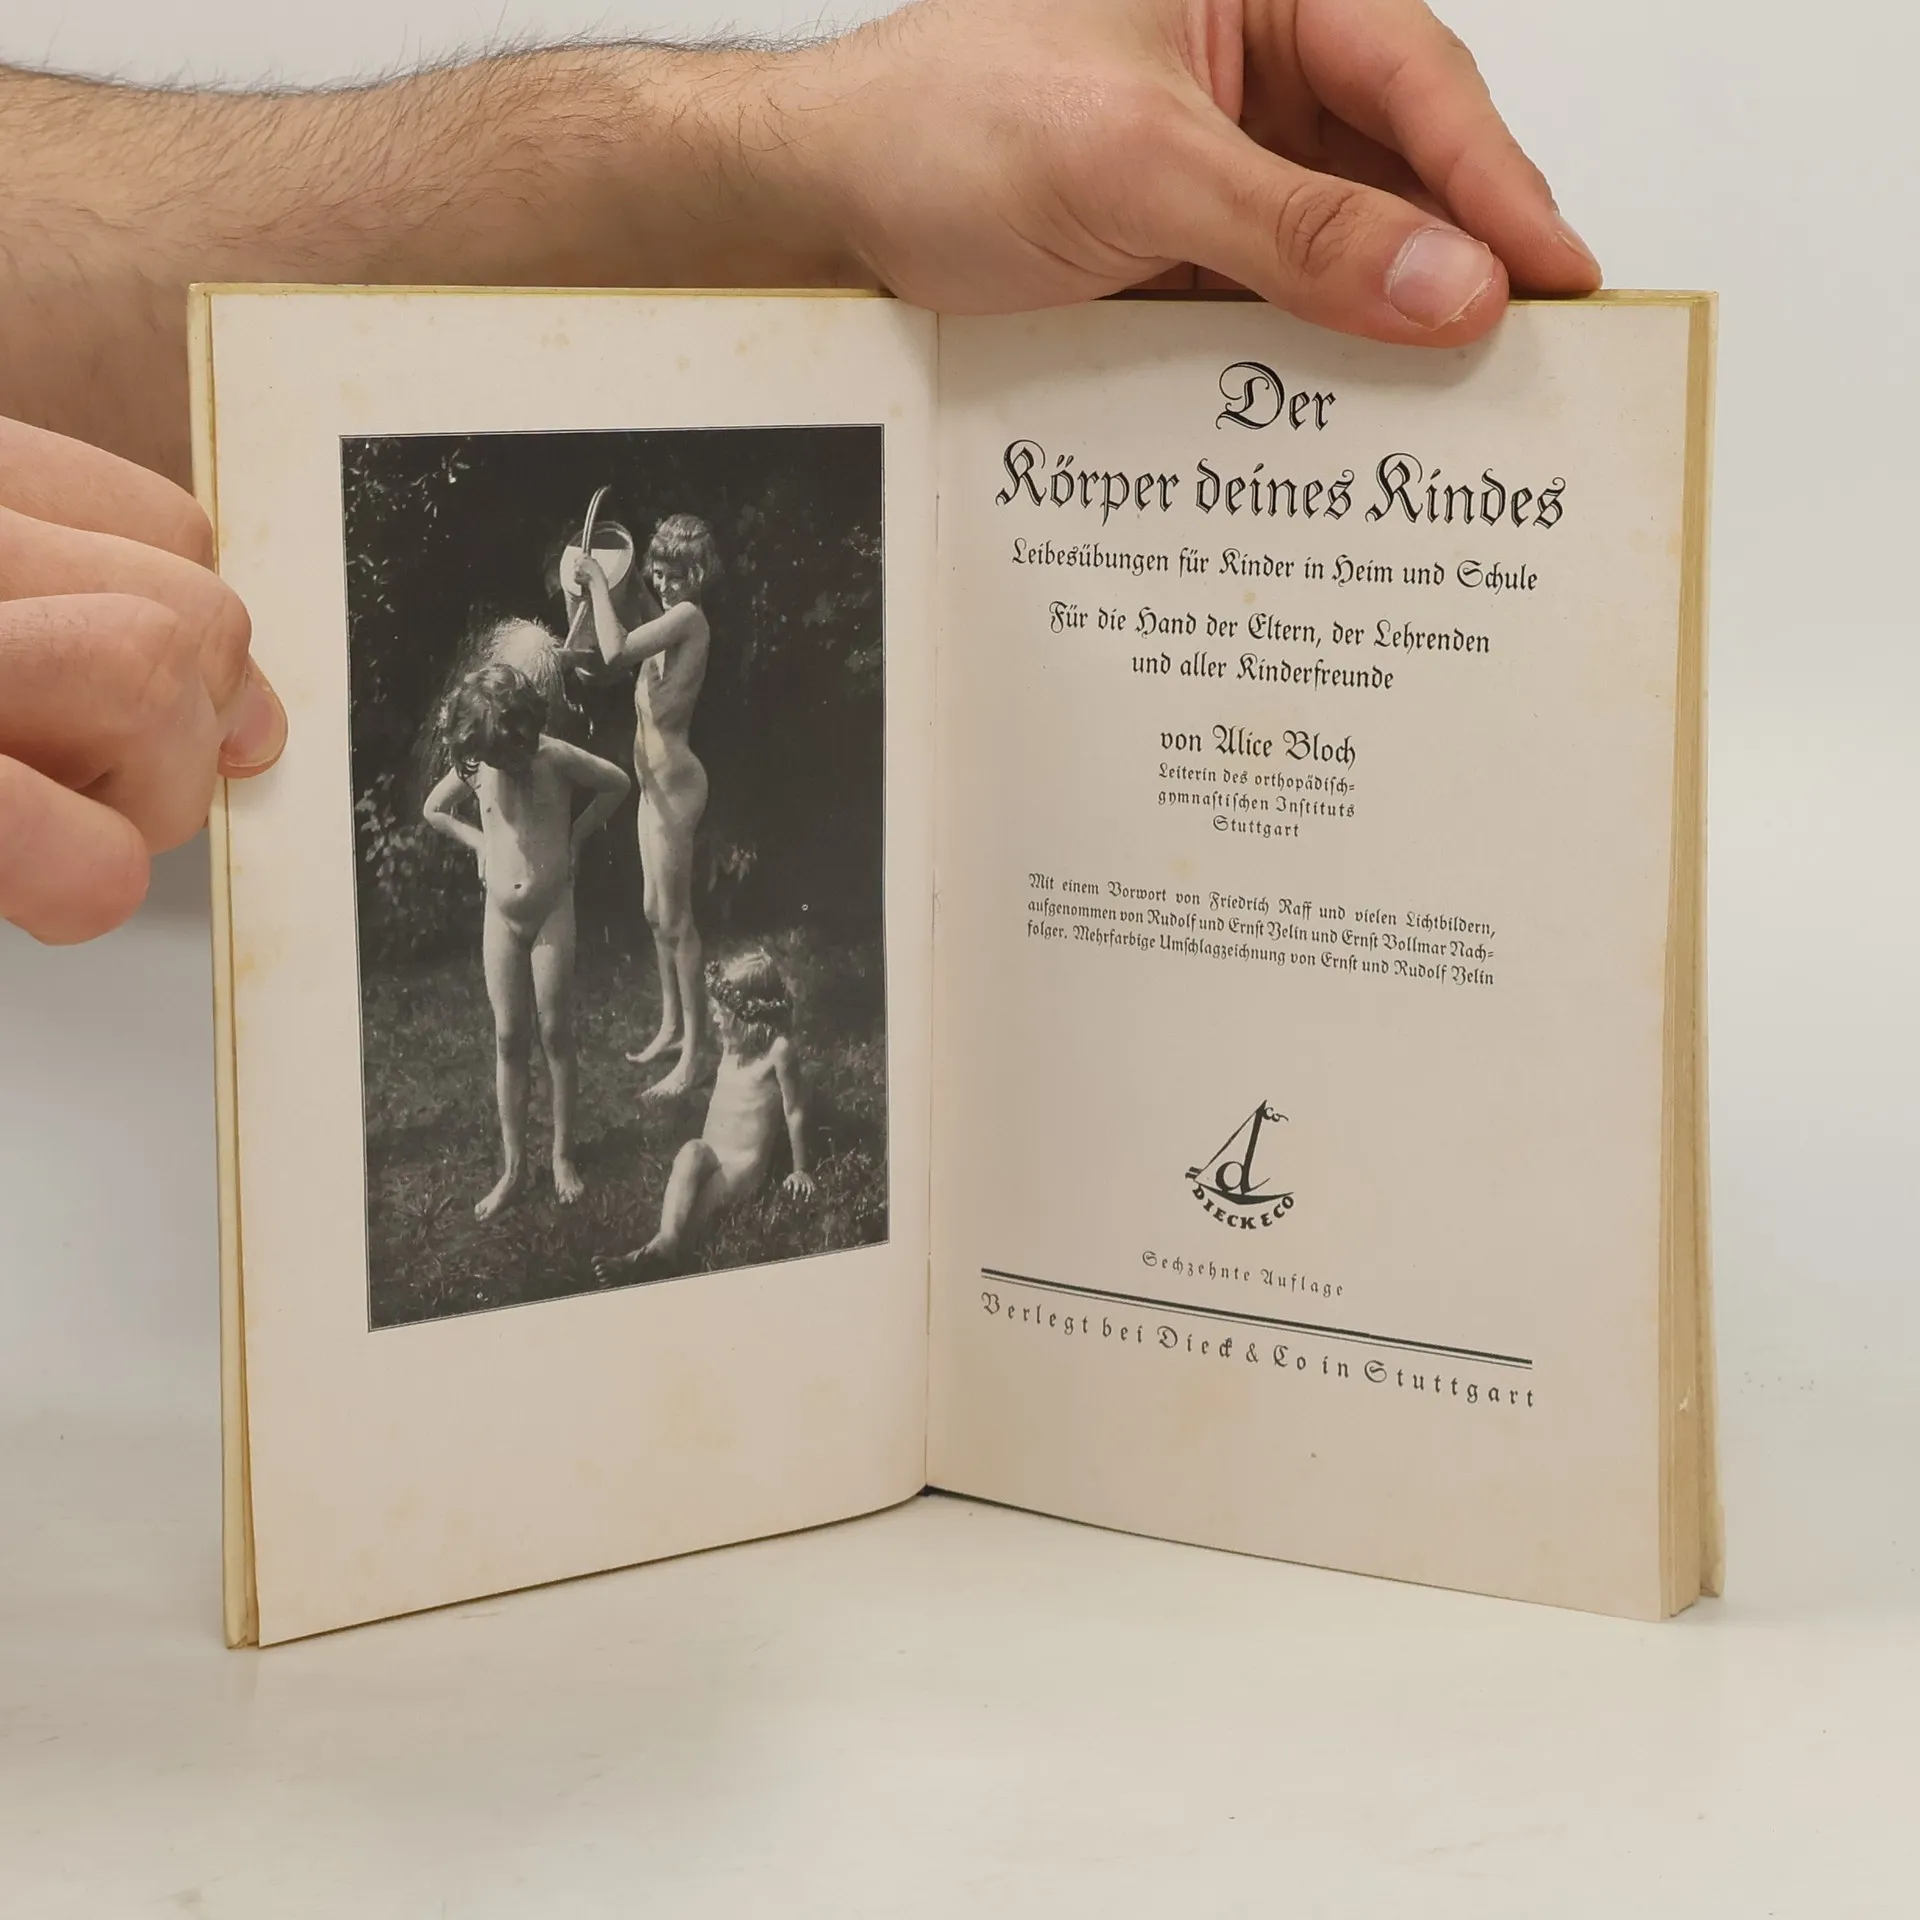 Der
Körper deines Kindes
Leibesübungen für Kinder in Heim und Schule
Für die Hand der Eltern, der Lehrenden
und aller Kinderfreunde
von Alice Bloch
Leiterin des orthopädisch-
gymnastischen Instituts
Stuttgart
Mit einem Vorwort von Friedrich Raff und vielen Lichtbildern,
aufgenommen von Rudolf und Ernst Yelin und Ernst Vollmar Nach-
folger. Mehrfarbige Umschlagzeichnung von Ernst und Rudolf Yelin
Co
d
DIECK & CO
Sechzehnte Auflage
Verlegt bei Dieck & Co in Stuttgart